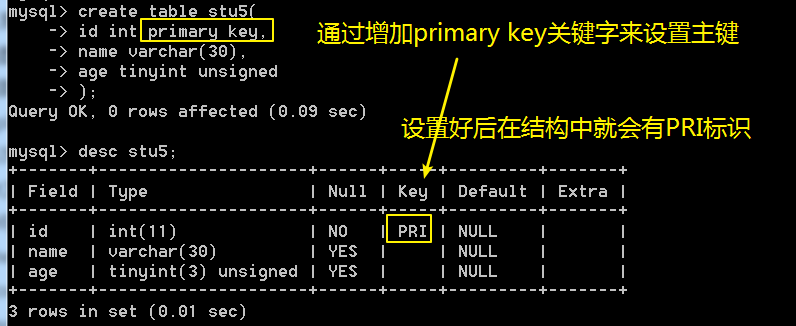 mysql> create table stu5(
    -> id int primary key,
    -> name varchar(30),
    -> age tinyint unsigned
    -> );
Query OK, 0 rows affected (0.09 sec)
通过增加primary key关键字来设置主键
设置好后在结构中就会有PRI标识
mysql> desc stu5;
+-------+---------------------+------+-----+---------+-------+
| Field | Type                | Null | Key | Default | Extra |
+-------+---------------------+------+-----+---------+-------+
| id    | int(11)             | NO   | PRI | NULL    |       |
| name  | varchar(30)         | YES  |     | NULL    |       |
| age   | tinyint(3) unsigned | YES  |     | NULL    |       |
+-------+---------------------+------+-----+---------+-------+
3 rows in set (0.01 sec)